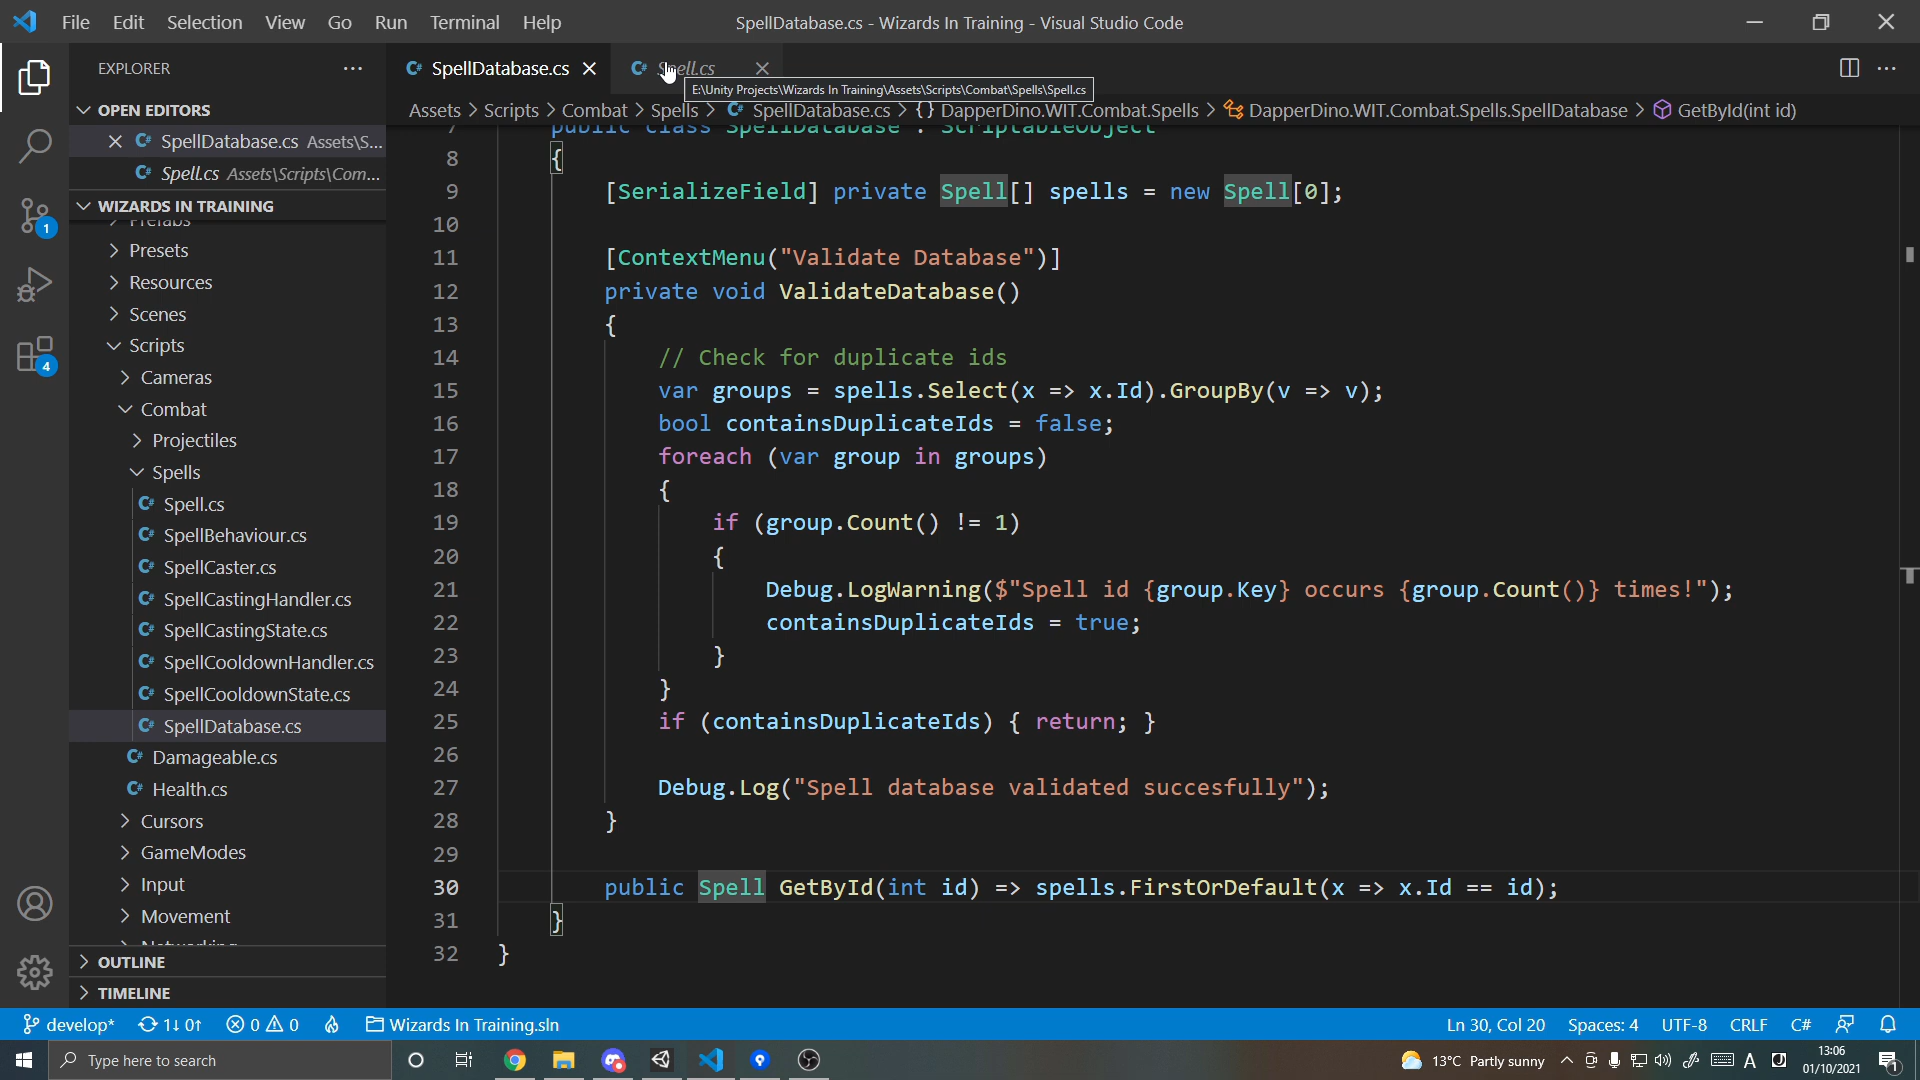 File Edit Selection View Go Run Terminal Help
SpellDatabase.cs - Wizards In Training - Visual Studio Code
EXPLORER
OPEN EDITORS
SpellDatabase.cs Assets\S...
Spell.cs Assets\Scripts\Com...
WIZARDS IN TRAINING
Prefabs
Presets
Resources
Scenes
Scripts
Cameras
Combat
Projectiles
Spells
Spell.cs
SpellBehaviour.cs
SpellCaster.cs
SpellCastingHandler.cs
SpellCastingState.cs
SpellCooldownHandler.cs
SpellCooldownState.cs
SpellDatabase.cs
Damageable.cs
Health.cs
Cursors
GameModes
Input
Movement
Networking
OUTLINE
TIMELINE
1
4
SpellDatabase.cs
Spell.cs
E:\Unity Projects\Wizards In Training\Assets\Scripts\Combat\Spells\Spell.cs
Assets > Scripts > Combat > Spells > SpellDatabase.cs > {} DapperDino.WIT.Combat.Spells > DapperDino.WIT.Combat.Spells.SpellDatabase > GetById(int id)
7 public class SpellDatabase : ScriptableObject
8 {
9 [SerializeField] private Spell[] spells = new Spell[0];
10
11 [ContextMenu("Validate Database")]
12 private void ValidateDatabase()
13 {
14 // Check for duplicate ids
15 var groups = spells.Select(x => x.Id).GroupBy(v => v);
16 bool containsDuplicateIds = false;
17 foreach (var group in groups)
18 {
19 if (group.Count() != 1)
20 {
21 Debug.LogWarning($"Spell id {group.Key} occurs {group.Count()} times!");
22 containsDuplicateIds = true;
23 }
24 }
25 if (containsDuplicateIds) { return; }
26
27 Debug.Log("Spell database validated succesfully");
28 }
29
30 public Spell GetById(int id) => spells.FirstOrDefault(x => x.Id == id);
31 }
32 }
develop* 1↓ 0↑ 0 0 Wizards In Training.sln
Ln 30, Col 20 Spaces: 4 UTF-8 CRLF C#
Type here to search
13°C Partly sunny
A
13:06
01/10/2021
1